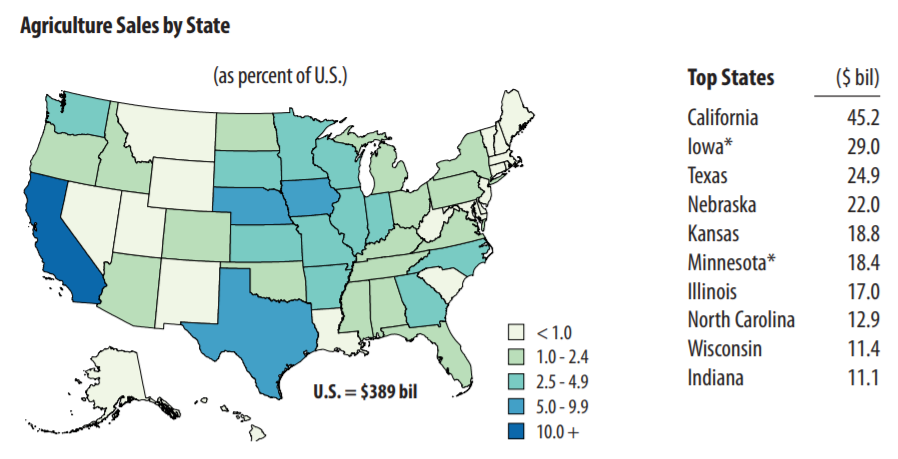 Agriculture Sales by State
(as percent of U.S.)
U.S. = $389 bil
< 1.0
1.0 - 2.4
2.5 - 4.9
5.0 - 9.9
10.0 +
Top States ($ bil)
California 45.2
Iowa* 29.0
Texas 24.9
Nebraska 22.0
Kansas 18.8
Minnesota* 18.4
Illinois 17.0
North Carolina 12.9
Wisconsin 11.4
Indiana 11.1